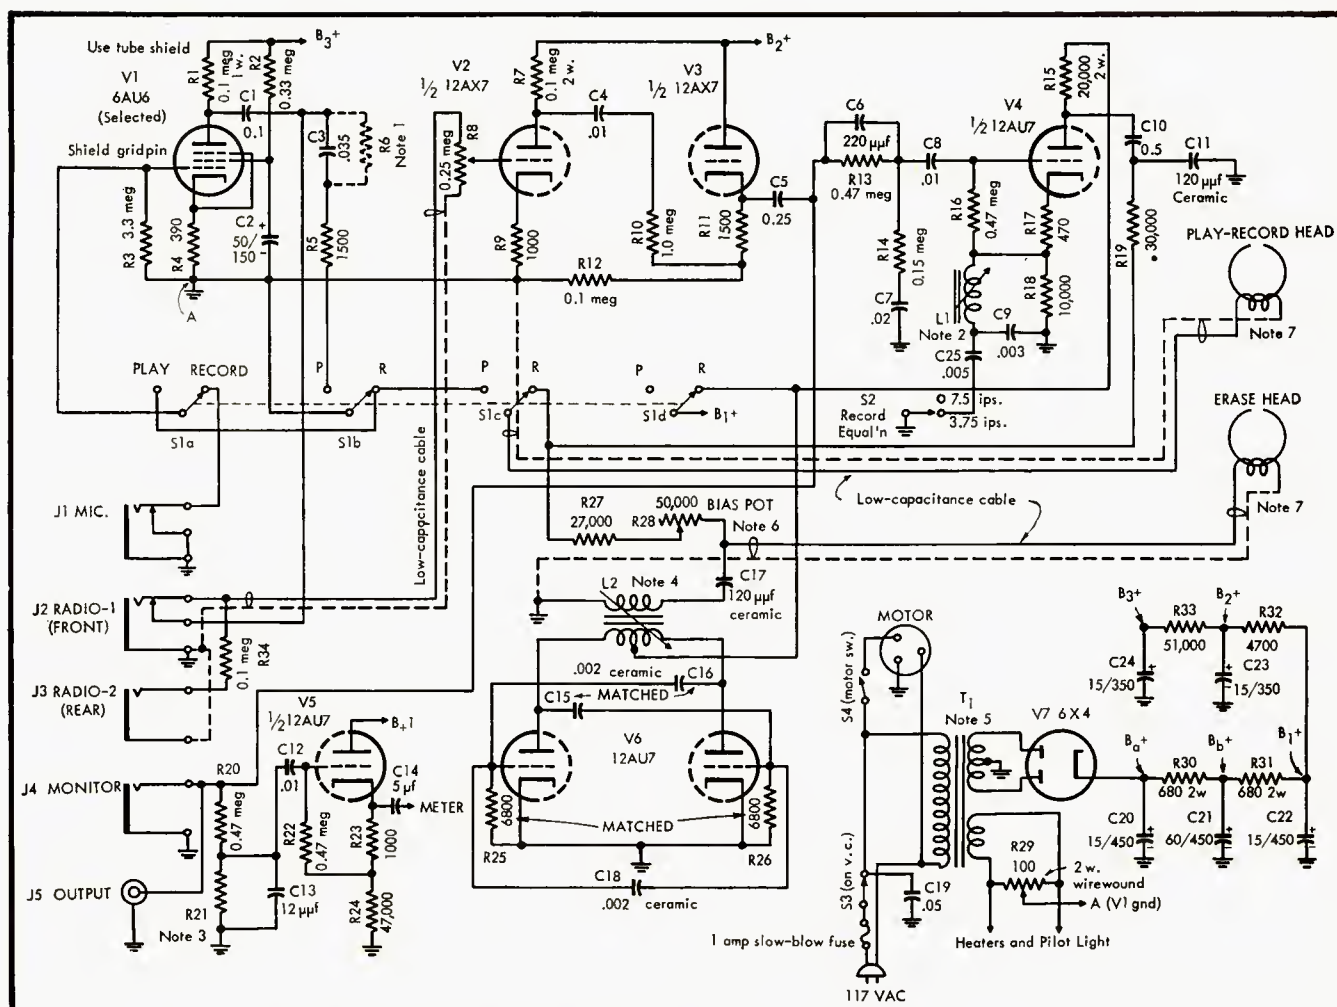 Use tube shield
V1
6AU6
(Selected)
Shield gridpin
R1
0.1 meg
1 w.
R2
0.33 meg
B3+
C1
0.1
C3
.035
R6
Note 1
R3
3.3 meg
R4
390
C2
50/
150
+
-
R5
1500
A
V2
1/2 12AX7
R8
0.25 meg
R7
0.1 meg
2 w.
B2+
C4
.01
V3
1/2 12AX7
R9
1000
R10
1.0 meg
R11
1500
C5
0.25
R12
0.1 meg
C6
220 μμf
R13
0.47 meg
C8
.01
R14
0.15 meg
C7
.02
V4
1/2 12AU7
R15
20,000
2 w.
R16
0.47 meg
R17
470
R18
10,000
L1
Note 2
C9
.003
C25
.005
C10
0.5
C11
120 μμf
Ceramic
R19
30,000
PLAY-RECORD HEAD
Note 7
PLAY
RECORD
S1a
P
R
S1b
P
R
S1c
P
R
S1d
B1+
S2
Record
Equal'n
7.5 ips.
3.75 ips.
ERASE HEAD
Note 7
Low-capacitance cable
Low-capacitance cable
J1 MIC.
J2 RADIO-1
(FRONT)
J3 RADIO-2
(REAR)
R34
0.1 meg
J4 MONITOR
J5 OUTPUT
R20
0.47 meg
R21
Note 3
C12
.01
C13
12 μμf
V5
1/2 12AU7
B+1
R22
0.47 meg
R23
1000
R24
47,000
C14
5 μf
METER
R27
27,000
R28
50,000
BIAS POT
Note 6
L2
Note 4
C17
120 μμf
ceramic
.002 ceramic
C16
C15
MATCHED
V6
12AU7
6800
R25
MATCHED
6800
R26
C18
.002 ceramic
MOTOR
S4 (motor sw.)
S3 (on v.c.)
T1
Note 5
V7 6X4
C19
.05
R29
100
2 w.
wirewound
A (V1 gnd)
Heaters and Pilot Light
1 amp slow-blow fuse
117 VAC
B3+
R33
51,000
B2+
R32
4700
C24
15/350
C23
15/350
Ba+
R30
680 2w
Bb+
R31
680 2w
B1+
C20
15/450
C21
60/450
C22
15/450